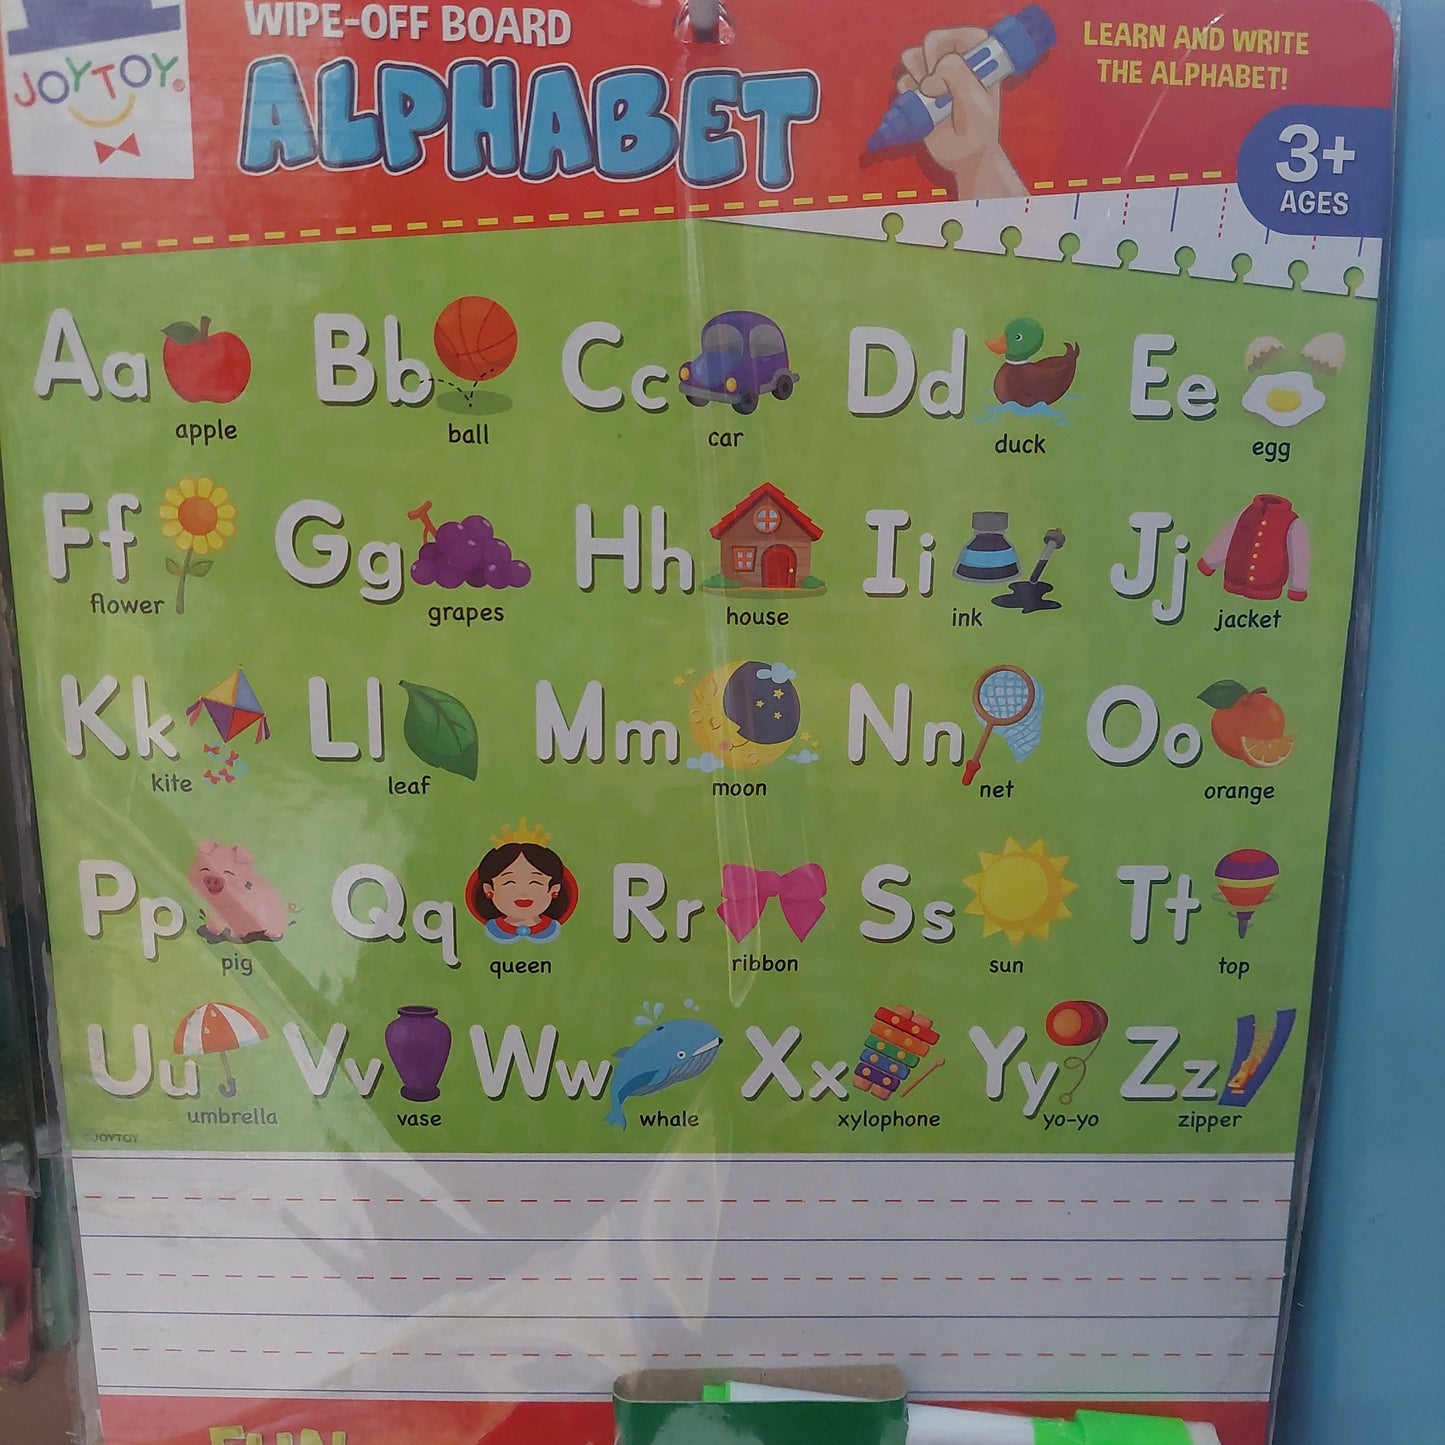 WIPE-OFF BOARD
JOYTOY®
ALPHABET
LEARN AND WRITE
THE ALPHABET!
3+
AGES
Aa Bb Cc Dd Ee
apple ball car duck egg
Ff Gg Hh Ii Jj
flower grapes house ink jacket
Kk Ll Mm Nn Oo
kite leaf moon net orange
Pp Qq Rr Ss Tt
pig queen ribbon sun top
Uu Vv Ww Xx Yy Zz
umbrella vase whale xylophone yo-yo zipper
© JOYTOY
FUN